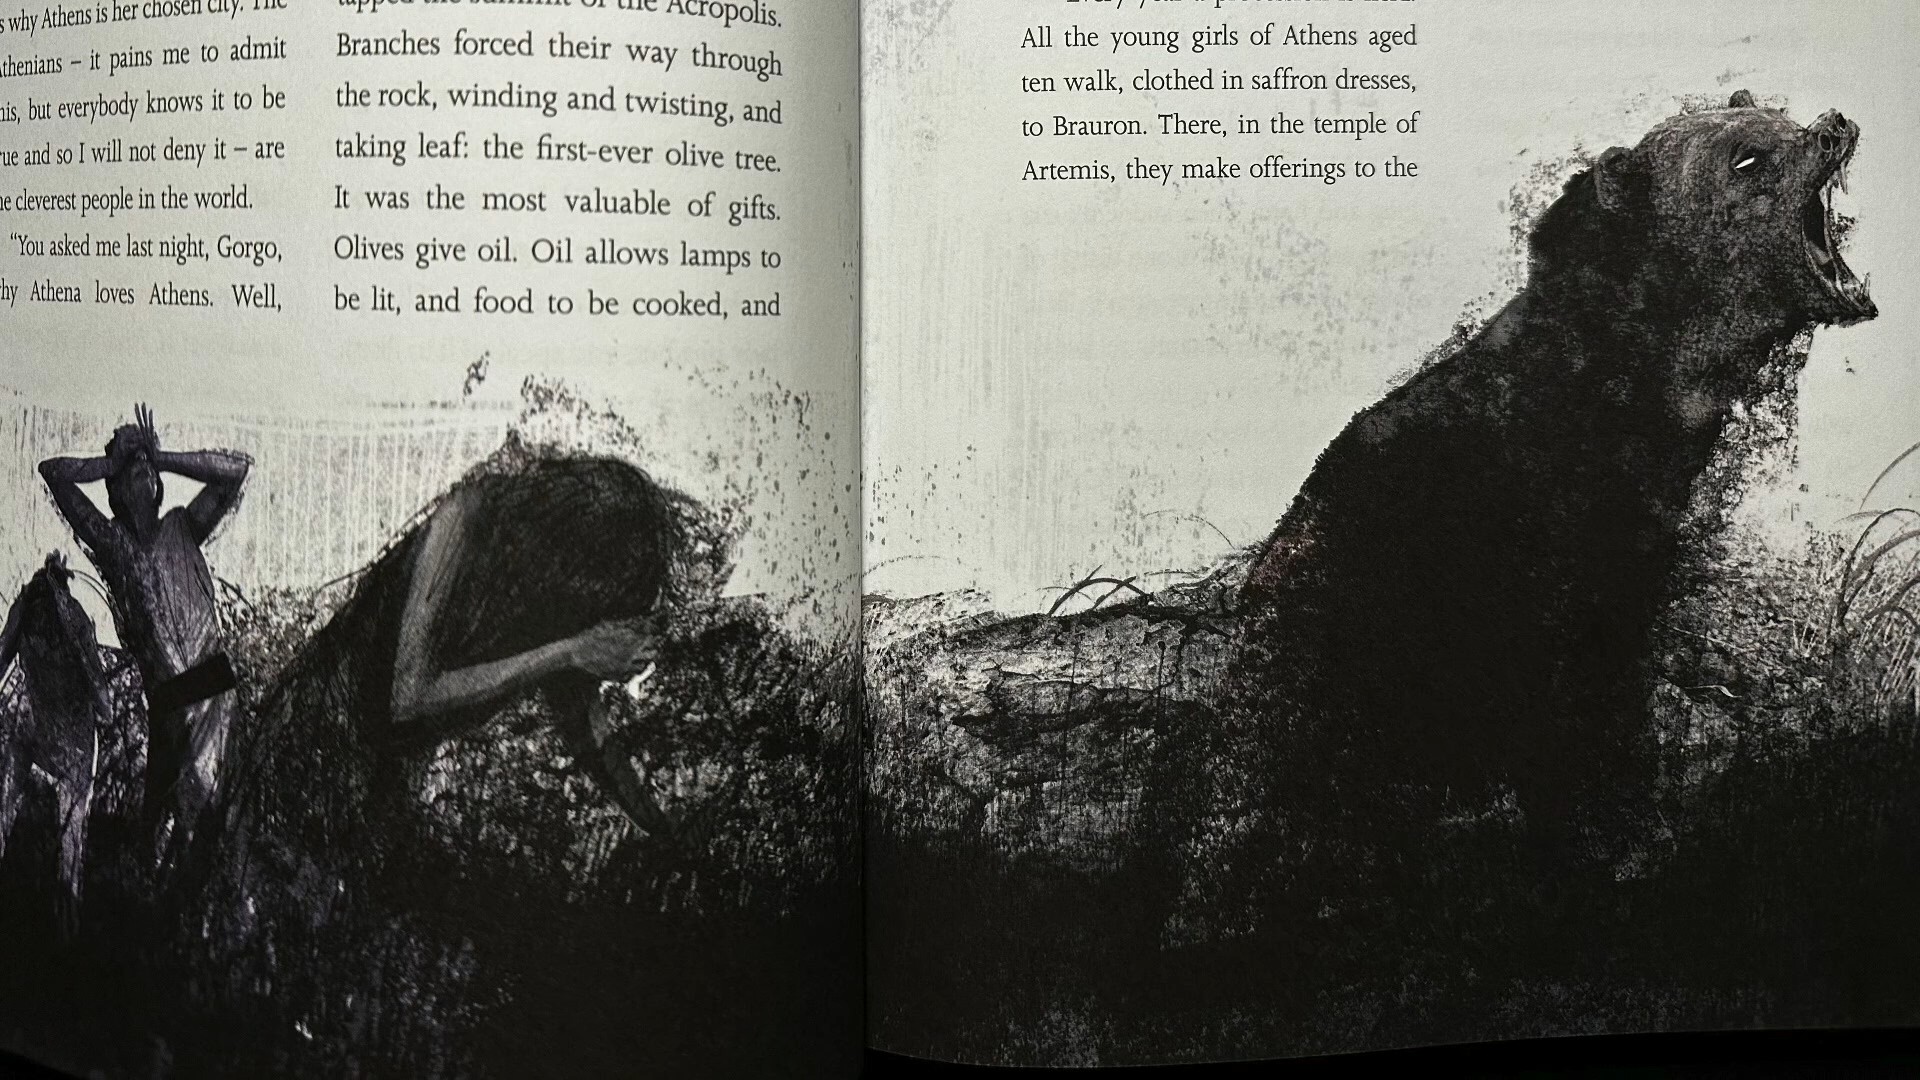 why Athens is her chosen city. The
– it pains me to admit
but everybody knows it to be
and so I will not deny it – are
cleverest people in the world.
“You asked me last night, Gorgo,
Athena loves Athens. Well,
the summit of the Acropolis.
Branches forced their way through
the rock, winding and twisting, and
taking leaf: the first-ever olive tree.
It was the most valuable of gifts.
Olives give oil. Oil allows lamps to
be lit, and food to be cooked, and
All the young girls of Athens aged
ten walk, clothed in saffron dresses,
to Brauron. There, in the temple of
Artemis, they make offerings to the